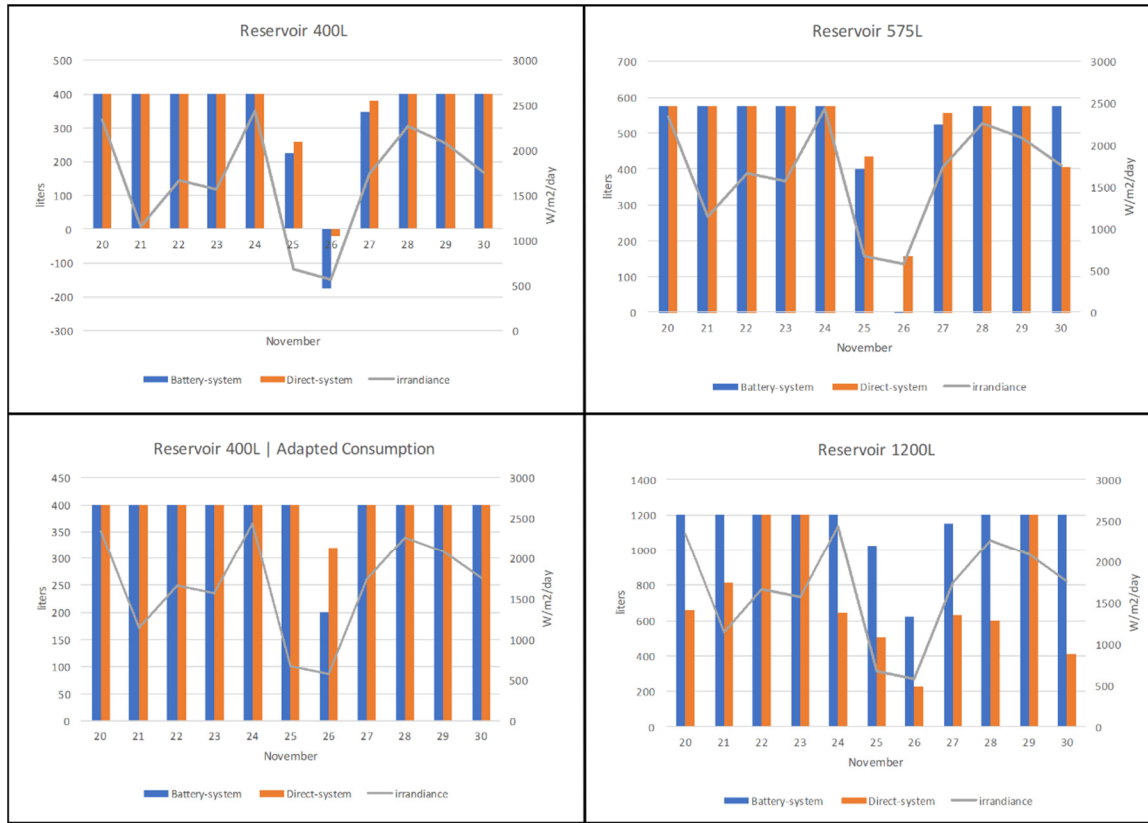 Reservoir 400L
500
400
300
200
100
0
-100
-200
-300
liters
3000
2500
2000
1500
1000
500
0
W/m2/day
20 21 22 23 24 25 26 27 28 29 30
November
Battery-system Direct-system irrandiance
Reservoir 575L
700
600
500
400
300
200
100
0
liters
3000
2500
2000
1500
1000
500
0
W/m2/day
20 21 22 23 24 25 26 27 28 29 30
November
Battery-system Direct-system irrandiance
Reservoir 400L | Adapted Consumption
450
400
350
300
250
200
150
100
50
0
liters
3000
2500
2000
1500
1000
500
0
W/m2/day
20 21 22 23 24 25 26 27 28 29 30
November
Battery-system Direct-system irrandiance
Reservoir 1200L
1400
1200
1000
800
600
400
200
0
liters
3000
2500
2000
1500
1000
500
0
W/m2/day
20 21 22 23 24 25 26 27 28 29 30
November
Battery-system Direct-system irrandiance